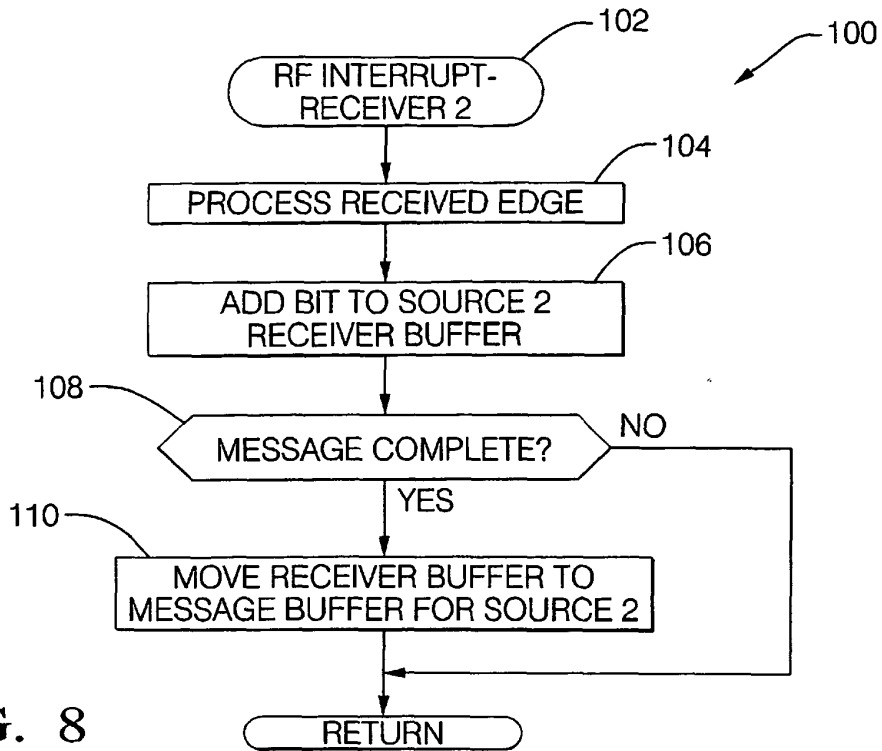 102
100
RF INTERRUPT-
RECEIVER 2
104
PROCESS RECEIVED EDGE
106
ADD BIT TO SOURCE 2
RECEIVER BUFFER
108
MESSAGE COMPLETE?
NO
YES
110
MOVE RECEIVER BUFFER TO
MESSAGE BUFFER FOR SOURCE 2
G. 8
RETURN